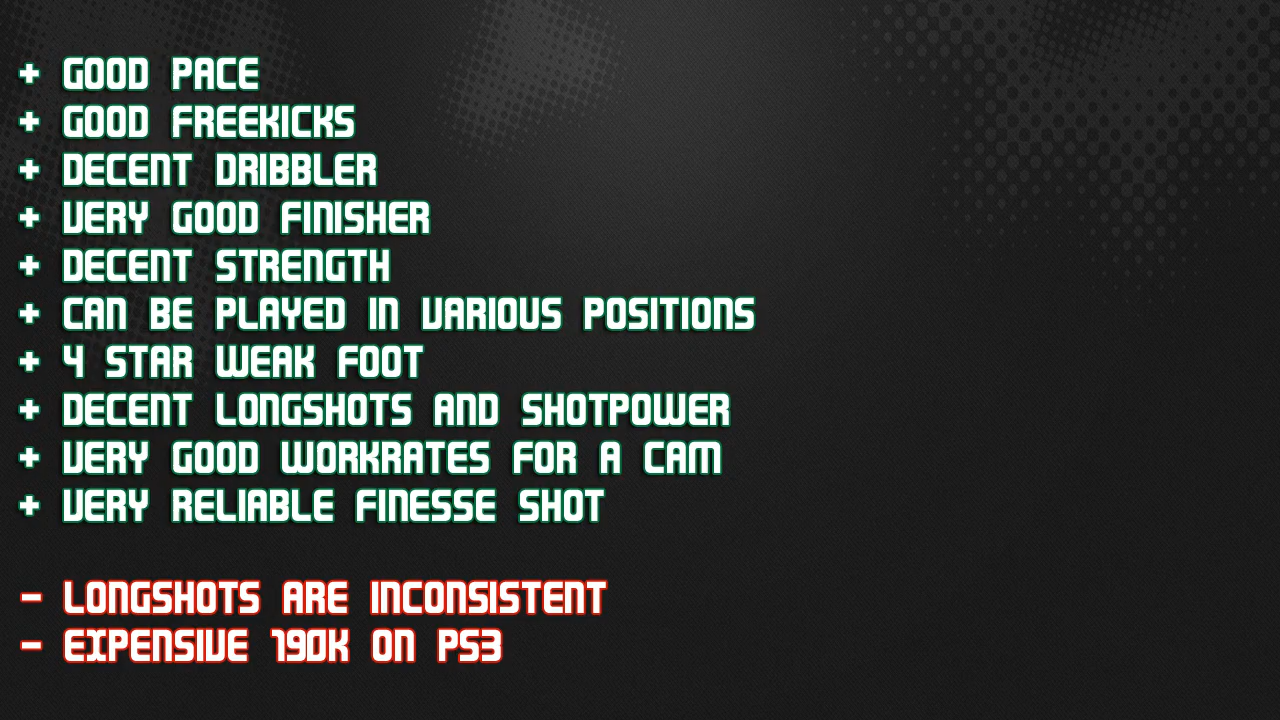 + GOOD PACE
+ GOOD FREEKICKS
+ DECENT DRIBBLER
+ VERY GOOD FINISHER
+ DECENT STRENGTH
+ CAN BE PLAYED IN VARIOUS POSITIONS
+ 4 STAR WEAK FOOT
+ DECENT LONGSHOTS AND SHOTPOWER
+ VERY GOOD WORKRATES FOR A CAM
+ VERY RELIABLE FINESSE SHOT
- LONGSHOTS ARE INCONSISTENT
- EXPENSIVE 190K ON PS3